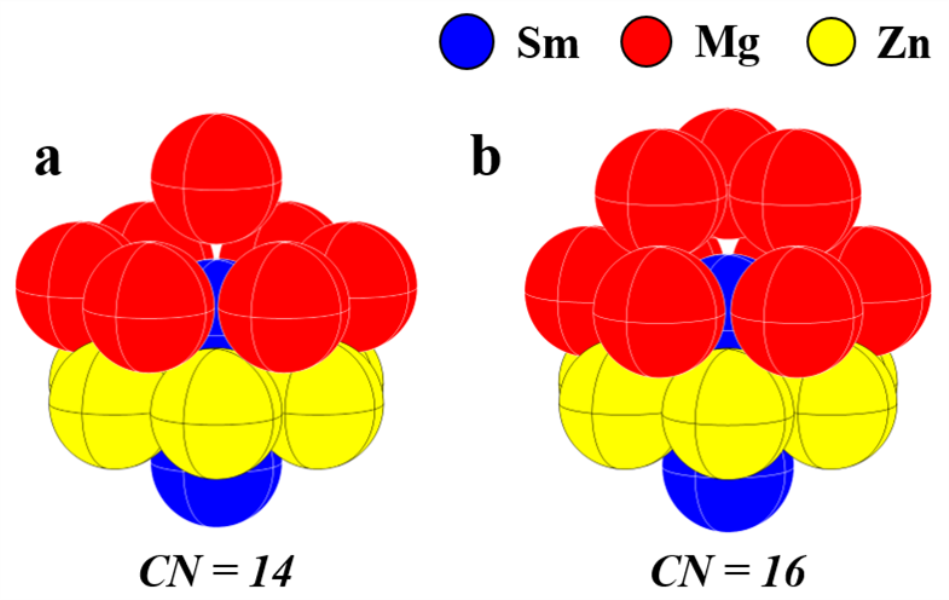 Sm Mg Zn
a
b
CN = 14
CN = 16